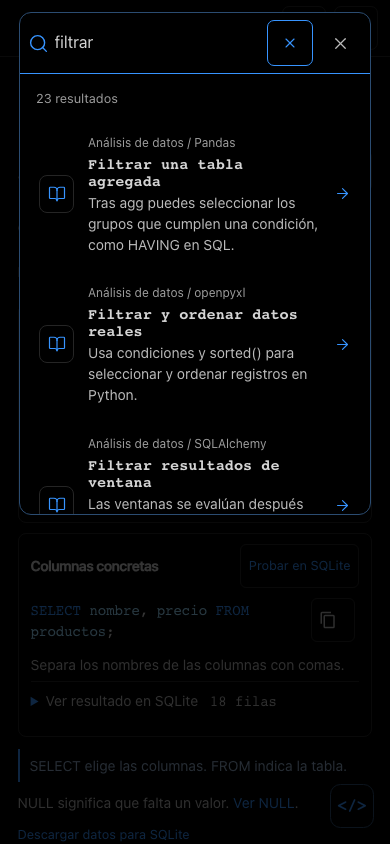 filtrar
23 resultados
Análisis de datos / Pandas
Filtrar una tabla
agregada
Tras agg puedes seleccionar los
grupos que cumplen una condición,
como HAVING en SQL.
Análisis de datos / openpyxl
Filtrar y ordenar datos
reales
Usa condiciones y sorted() para
seleccionar y ordenar registros en
Python.
Análisis de datos / SQLAlchemy
Filtrar resultados de
ventana
Las ventanas se evalúan después
Columnas concretas
Probar en SQLite
SELECT nombre, precio FROM
productos;
Separa los nombres de las columnas con comas.
Ver resultado en SQLite 18 filas
SELECT elige las columnas. FROM indica la tabla.
NULL significa que falta un valor. Ver NULL.
</>
Descargar datos para SQLite